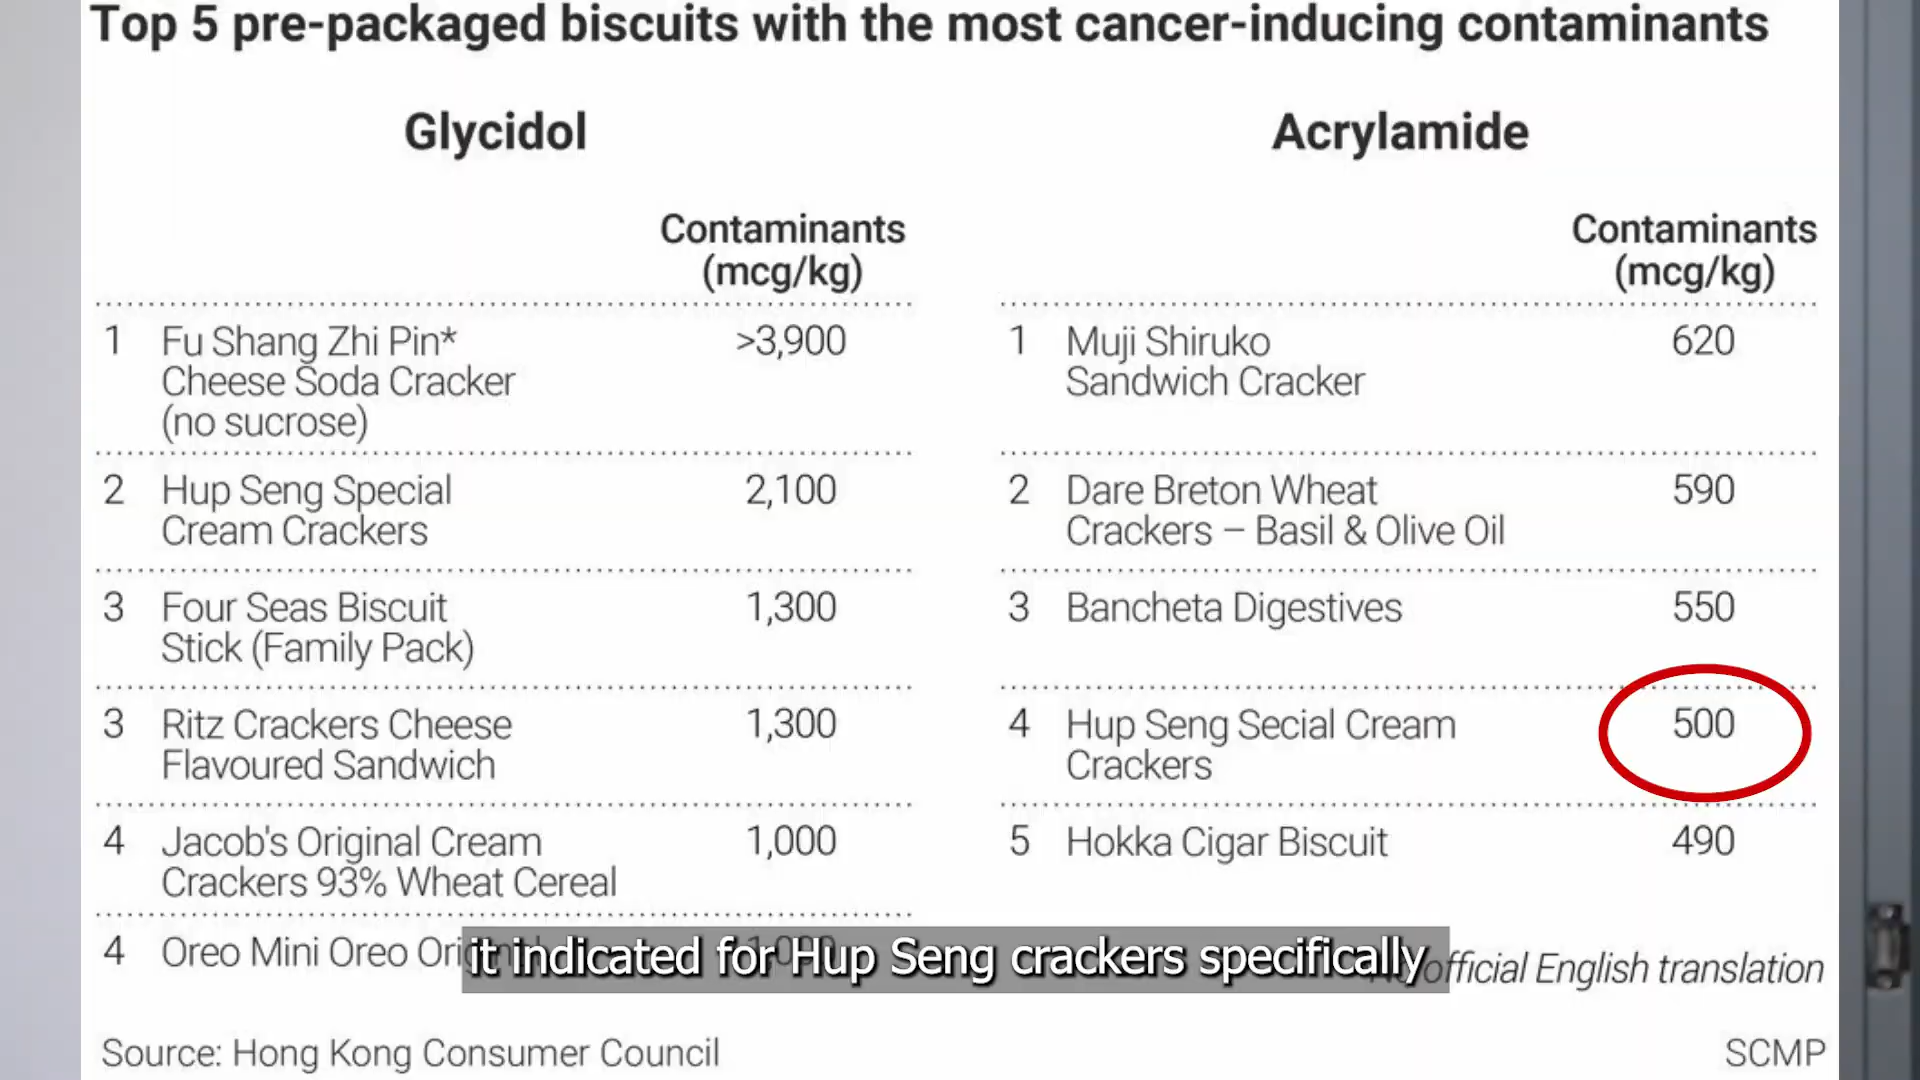 Top 5 pre-packaged biscuits with the most cancer-inducing contaminants
Glycidol
Contaminants
(mcg/kg)
1 Fu Shang Zhi Pin* >3,900
Cheese Soda Cracker
(no sucrose)
2 Hup Seng Special 2,100
Cream Crackers
3 Four Seas Biscuit 1,300
Stick (Family Pack)
3 Ritz Crackers Cheese 1,300
Flavoured Sandwich
4 Jacob's Original Cream 1,000
Crackers 93% Wheat Cereal
4 Oreo Mini Oreo
Acrylamide
Contaminants
(mcg/kg)
1 Muji Shiruko 620
Sandwich Cracker
2 Dare Breton Wheat 590
Crackers – Basil & Olive Oil
3 Bancheta Digestives 550
4 Hup Seng Secial Cream 500
Crackers
5 Hokka Cigar Biscuit 490
English translation
it indicated for Hup Seng crackers specifically
Source: Hong Kong Consumer Council
SCMP